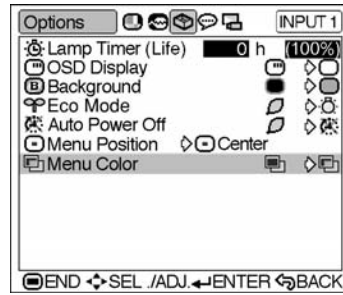 Options INPUT 1
Lamp Timer (Life) 0 h (100%)
OSD Display
B Background
Eco Mode
Auto Power Off
Menu Position Center
Menu Color
END SEL ./ADJ. ENTER BACK